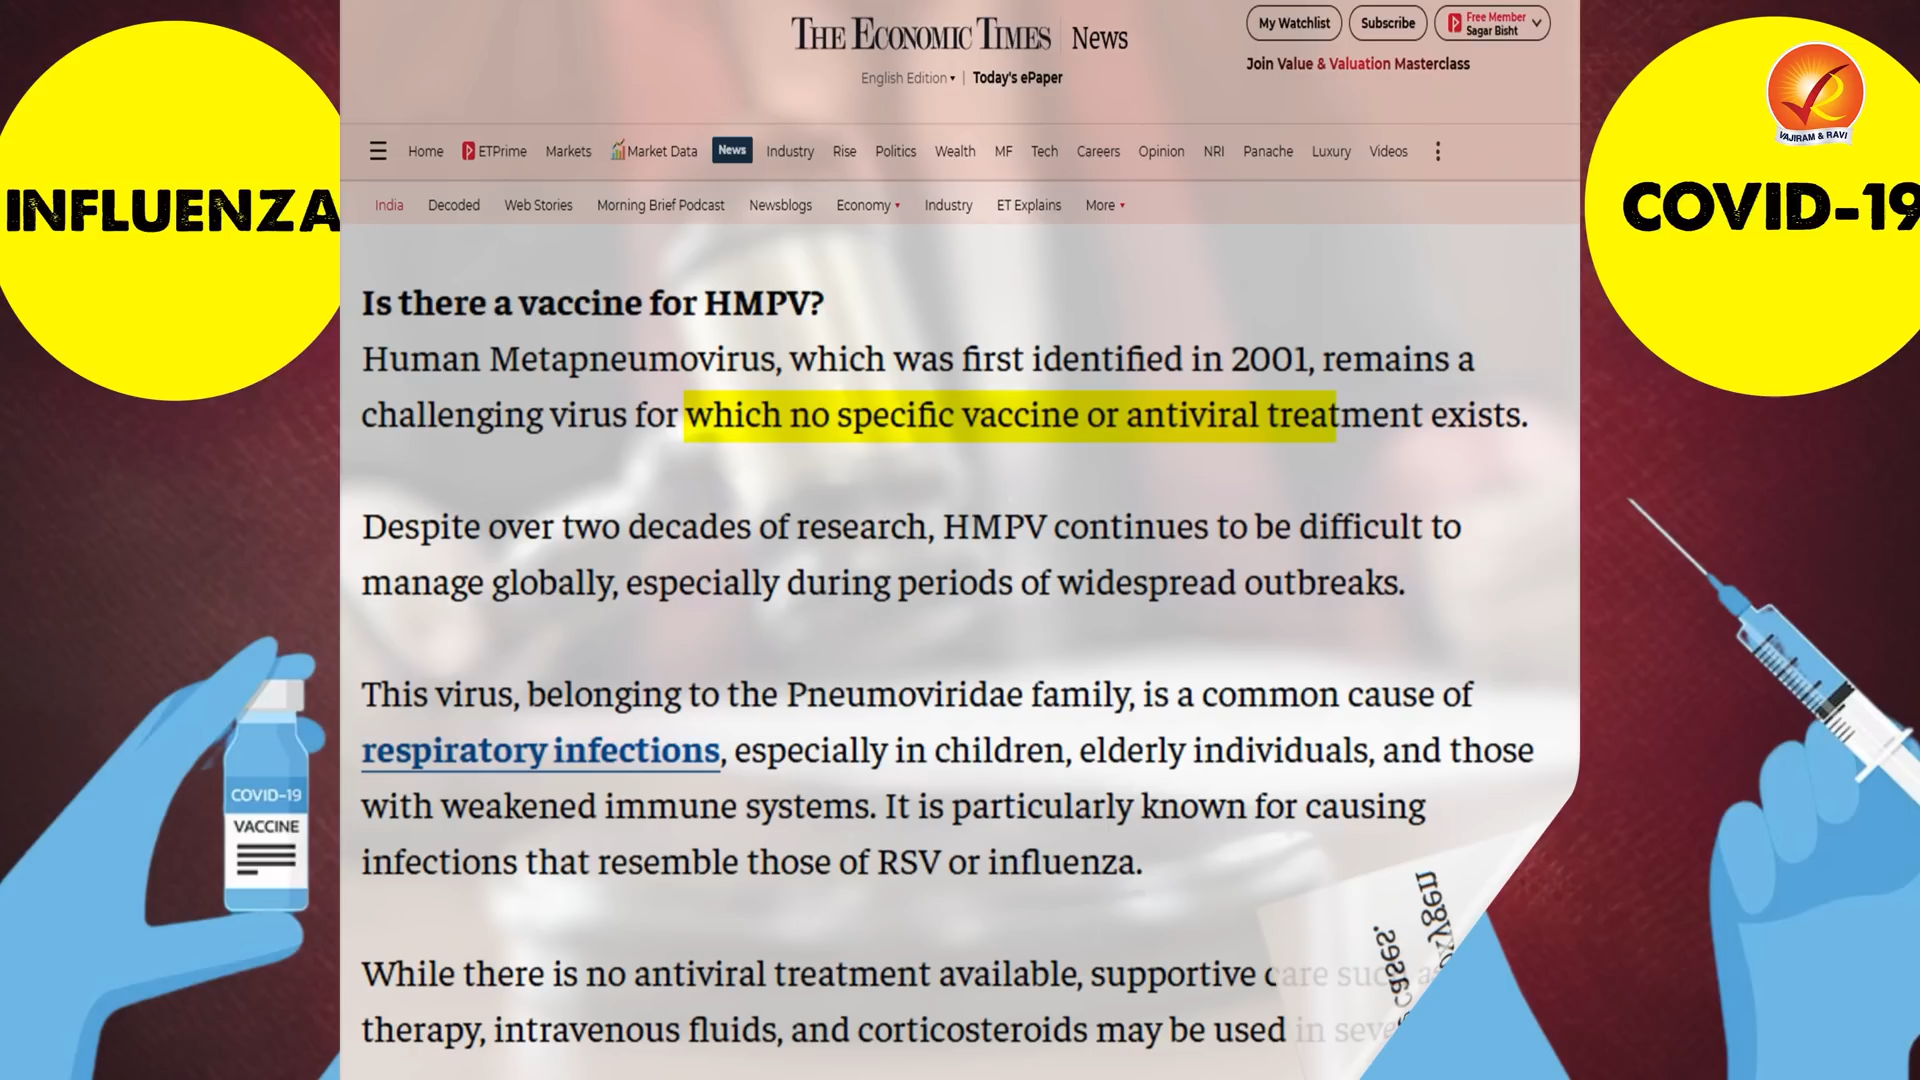 THE ECONOMIC TIMES News
My Watchlist
Subscribe
Free Member
Sagar Bisht
English Edition
Today's ePaper
Join Value & Valuation Masterclass
VAJIRAM & RAVI
Home ETPrime Markets Market Data News Industry Rise Politics Wealth MF Tech Careers Opinion NRI Panache Luxury Videos
India Decoded Web Stories Morning Brief Podcast Newsblogs Economy Industry ET Explains More
INFLUENZA
COVID-19
Is there a vaccine for HMPV?
Human Metapneumovirus, which was first identified in 2001, remains a
challenging virus for which no specific vaccine or antiviral treatment exists.
Despite over two decades of research, HMPV continues to be difficult to
manage globally, especially during periods of widespread outbreaks.
This virus, belonging to the Pneumoviridae family, is a common cause of
respiratory infections, especially in children, elderly individuals, and those
with weakened immune systems. It is particularly known for causing
infections that resemble those of RSV or influenza.
While there is no antiviral treatment available, supportive care such as
therapy, intravenous fluids, and corticosteroids may be used in
oxygen
cases.
COVID-19
VACCINE